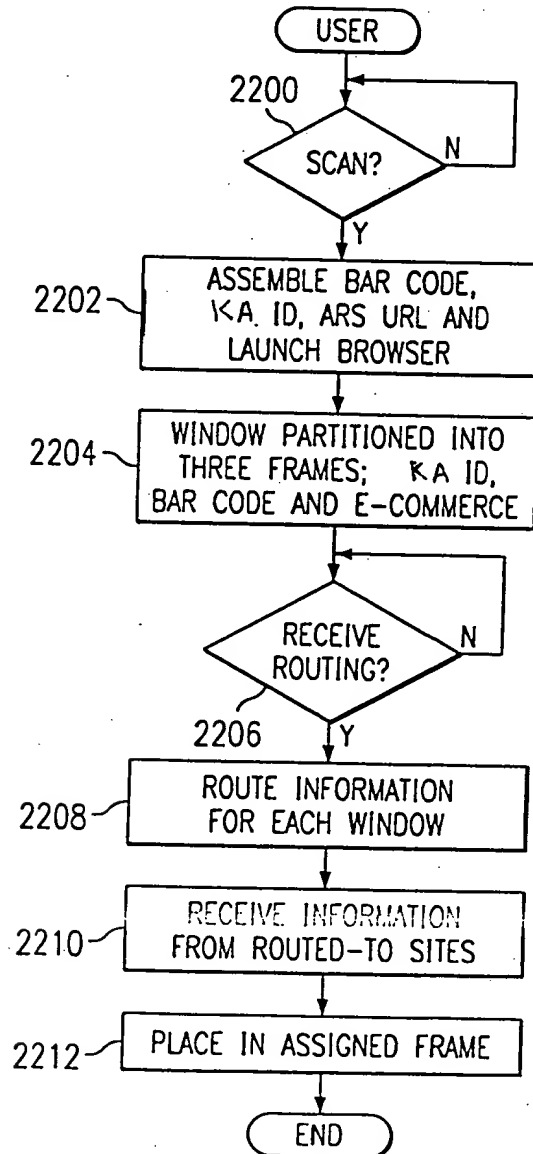 USER
2200
SCAN?
N
Y
2202
ASSEMBLE BAR CODE,
KA. ID, ARS URL AND
LAUNCH BROWSER
2204
WINDOW PARTITIONED INTO
THREE FRAMES; KA ID,
BAR CODE AND E-COMMERCE
RECEIVE
ROUTING?
N
2206
Y
2208
ROUTE INFORMATION
FOR EACH WINDOW
2210
RECEIVE INFORMATION
FROM ROUTED-TO SITES
2212
PLACE IN ASSIGNED FRAME
END